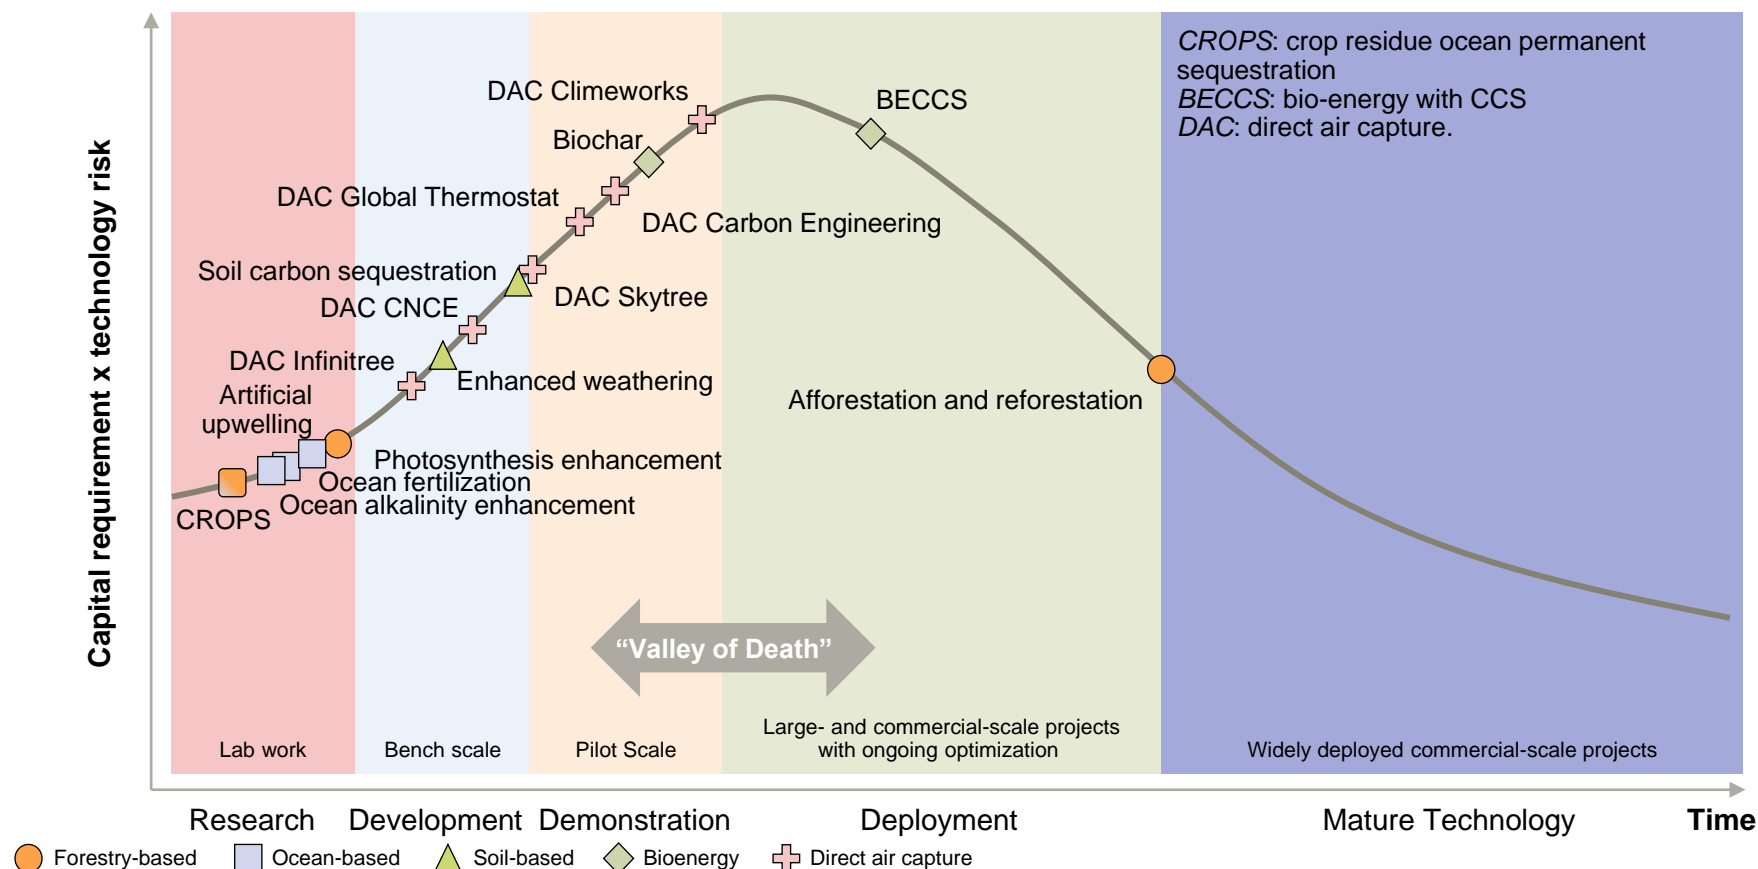 CROPS: crop residue ocean permanent
sequestration
BECCS: bio-energy with CCS
DAC: direct air capture.
DAC Climeworks
BECCS
Biochar
DAC Global Thermostat
DAC Carbon Engineering
Soil carbon sequestration
DAC Skytree
DAC CNCE
DAC Infinitree
Enhanced weathering
Artificial
upwelling
Afforestation and reforestation
Photosynthesis enhancement
Ocean fertilization
Ocean alkalinity enhancement
CROPS
Capital requirement x technology risk
“Valley of Death”
Lab work
Bench scale
Pilot Scale
Large- and commercial-scale projects
with ongoing optimization
Widely deployed commercial-scale projects
Research
Development
Demonstration
Deployment
Mature Technology
Time
Forestry-based
Ocean-based
Soil-based
Bioenergy
Direct air capture